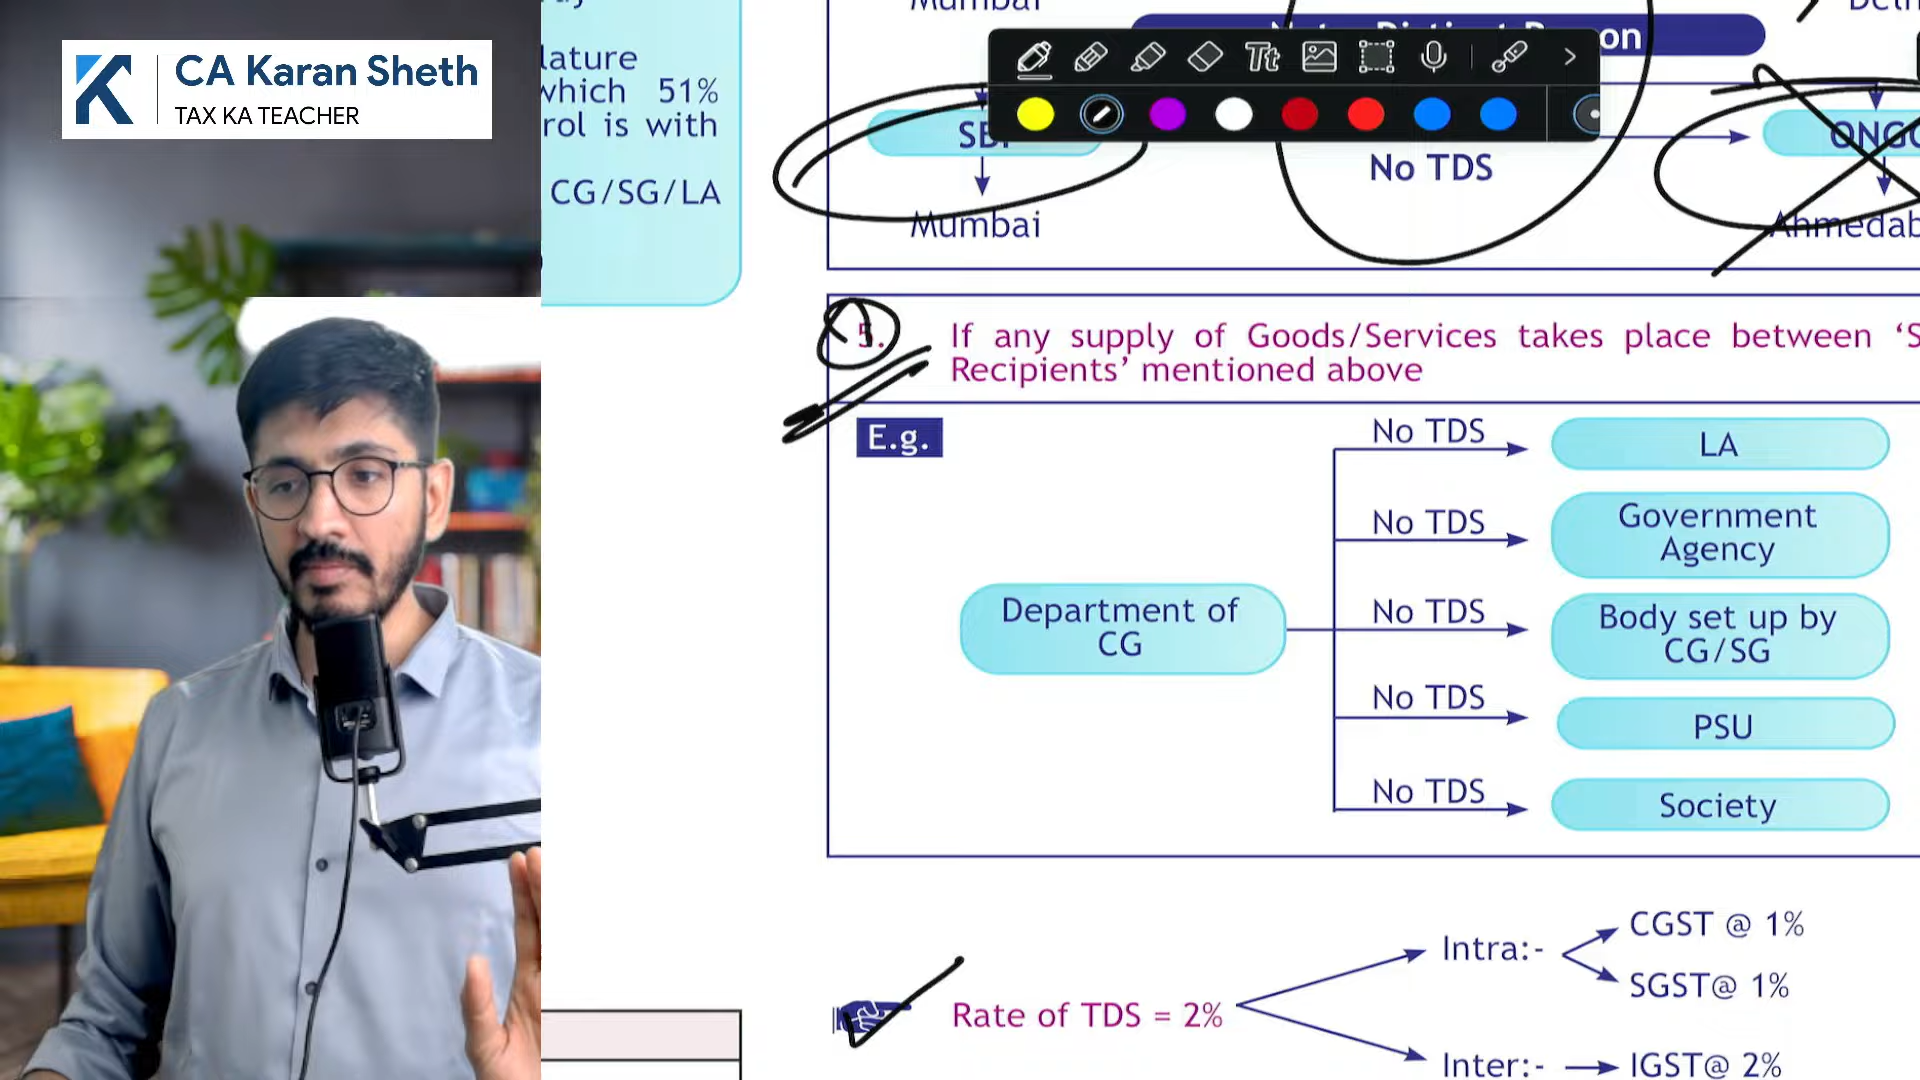 CA Karan Sheth
TAX KA TEACHER
lature
which 51%
rol is with
CG/SG/LA
Mumbai
No TDS
Mumbai
5.
If any supply of Goods/Services takes place between ‘S
Recipients’ mentioned above
E.g.
Department of
CG
No TDS
LA
No TDS
Government
Agency
No TDS
Body set up by
CG/SG
No TDS
PSU
No TDS
Society
Rate of TDS = 2%
Intra:-
CGST @ 1%
SGST@ 1%
Inter:-
IGST@ 2%